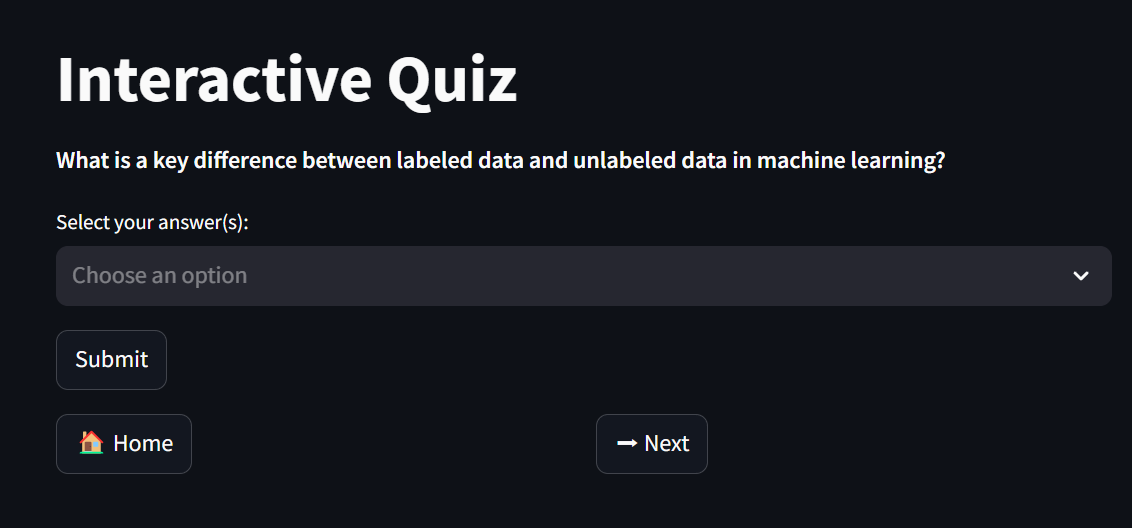 Interactive Quiz
What is a key difference between labeled data and unlabeled data in machine learning?
Select your answer(s):
Choose an option
Submit
Home
Next